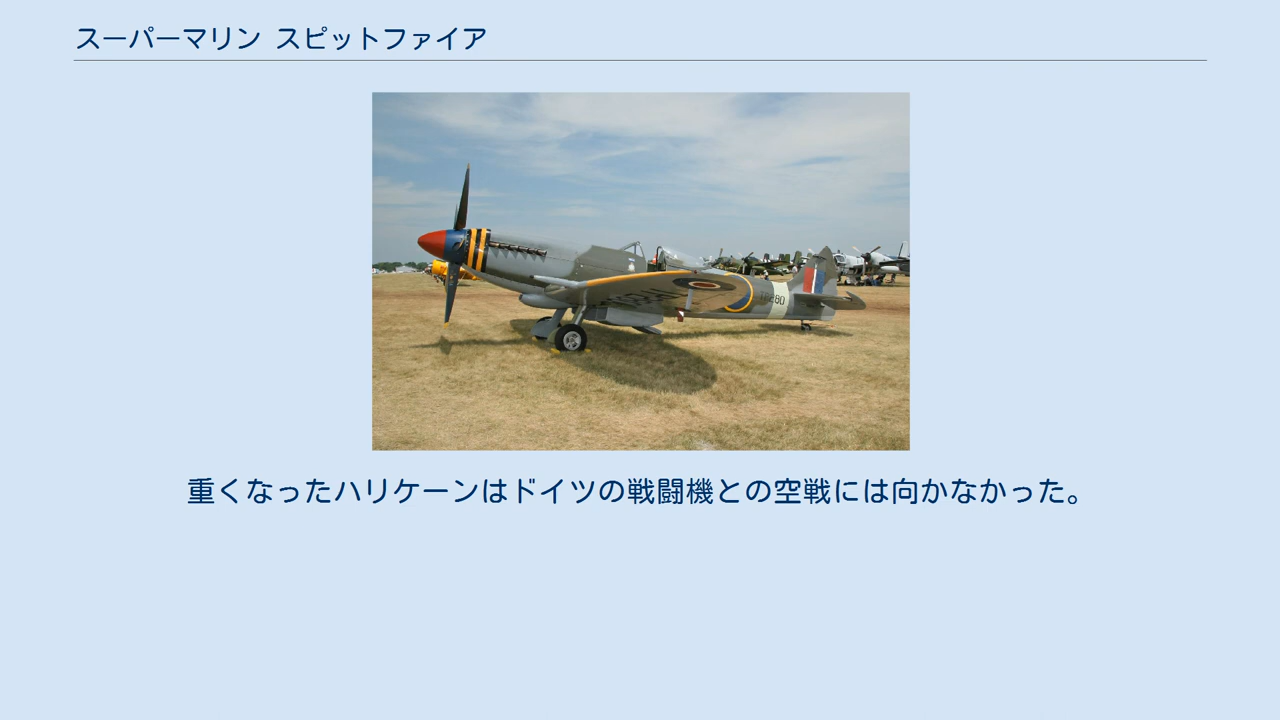 スーパーマリン スピットファイア
重くなったハリケーンはドイツの戦闘機との空戦には向かなかった。